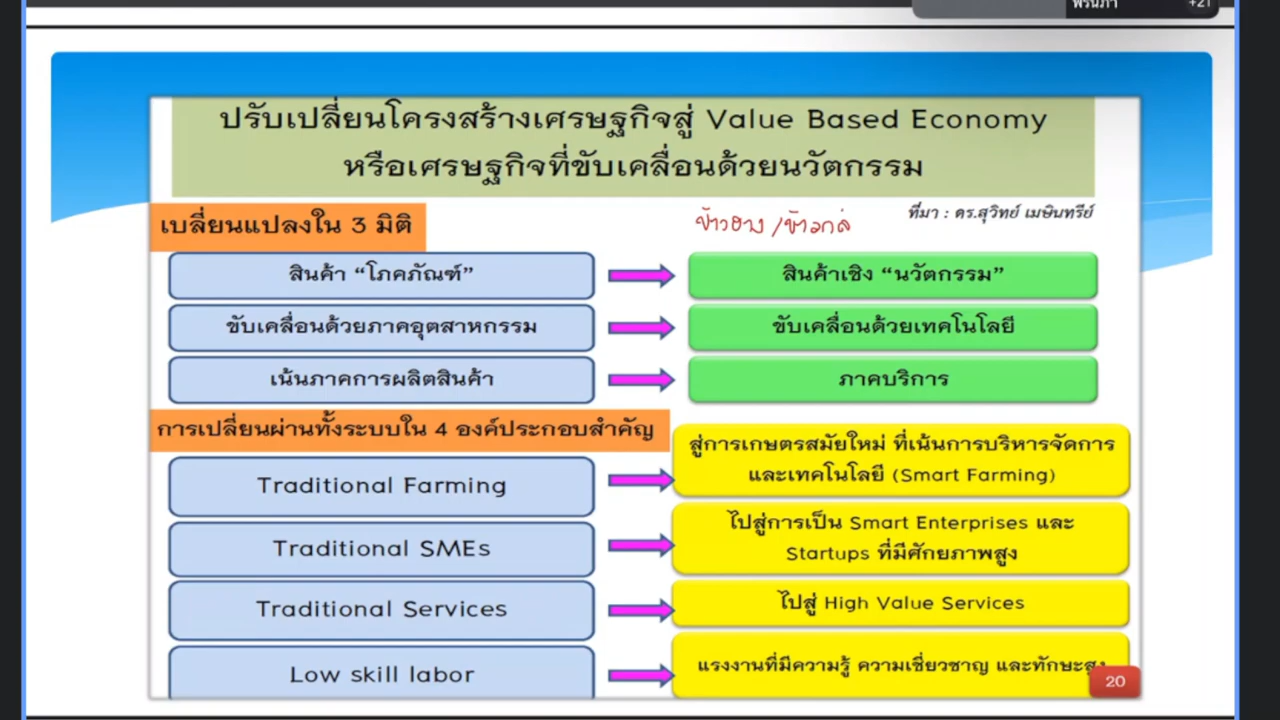 พรนภา
+21
ปรับเปลี่ยนโครงสร้างเศรษฐกิจสู่ Value Based Economy
หรือเศรษฐกิจที่ขับเคลื่อนด้วยนวัตกรรม
เปลี่ยนแปลงใน 3 มิติ
ที่มา : ดร.สุวิทย์ เมษินทรีย์
สินค้า “โภคภัณฑ์”
สินค้าเชิง “นวัตกรรม”
ขับเคลื่อนด้วยภาคอุตสาหกรรม
ขับเคลื่อนด้วยเทคโนโลยี
เน้นภาคการผลิตสินค้า
ภาคบริการ
การเปลี่ยนผ่านทั้งระบบใน 4 องค์ประกอบสำคัญ
Traditional Farming
สู่การเกษตรสมัยใหม่ ที่เน้นการบริหารจัดการ
และเทคโนโลยี (Smart Farming)
Traditional SMEs
ไปสู่การเป็น Smart Enterprises และ
Startups ที่มีศักยภาพสูง
Traditional Services
ไปสู่ High Value Services
Low skill labor
แรงงานที่มีความรู้ ความเชี่ยวชาญ และทักษะสูง
20